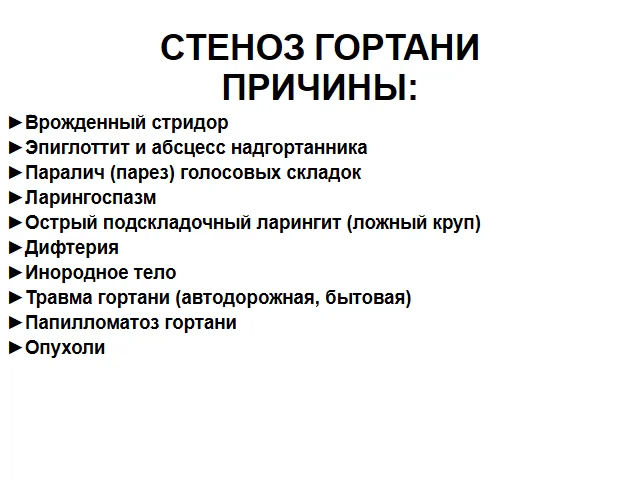 СТЕНОЗ ГОРТАНИ
ПРИЧИНЫ:
►Врожденный стридор
►Эпиглоттит и абсцесс надгортанника
►Паралич (парез) голосовых складок
►Ларингоспазм
►Острый подскладочный ларингит (ложный круп)
►Дифтерия
►Инородное тело
►Травма гортани (автодорожная, бытовая)
►Папилломатоз гортани
►Опухоли